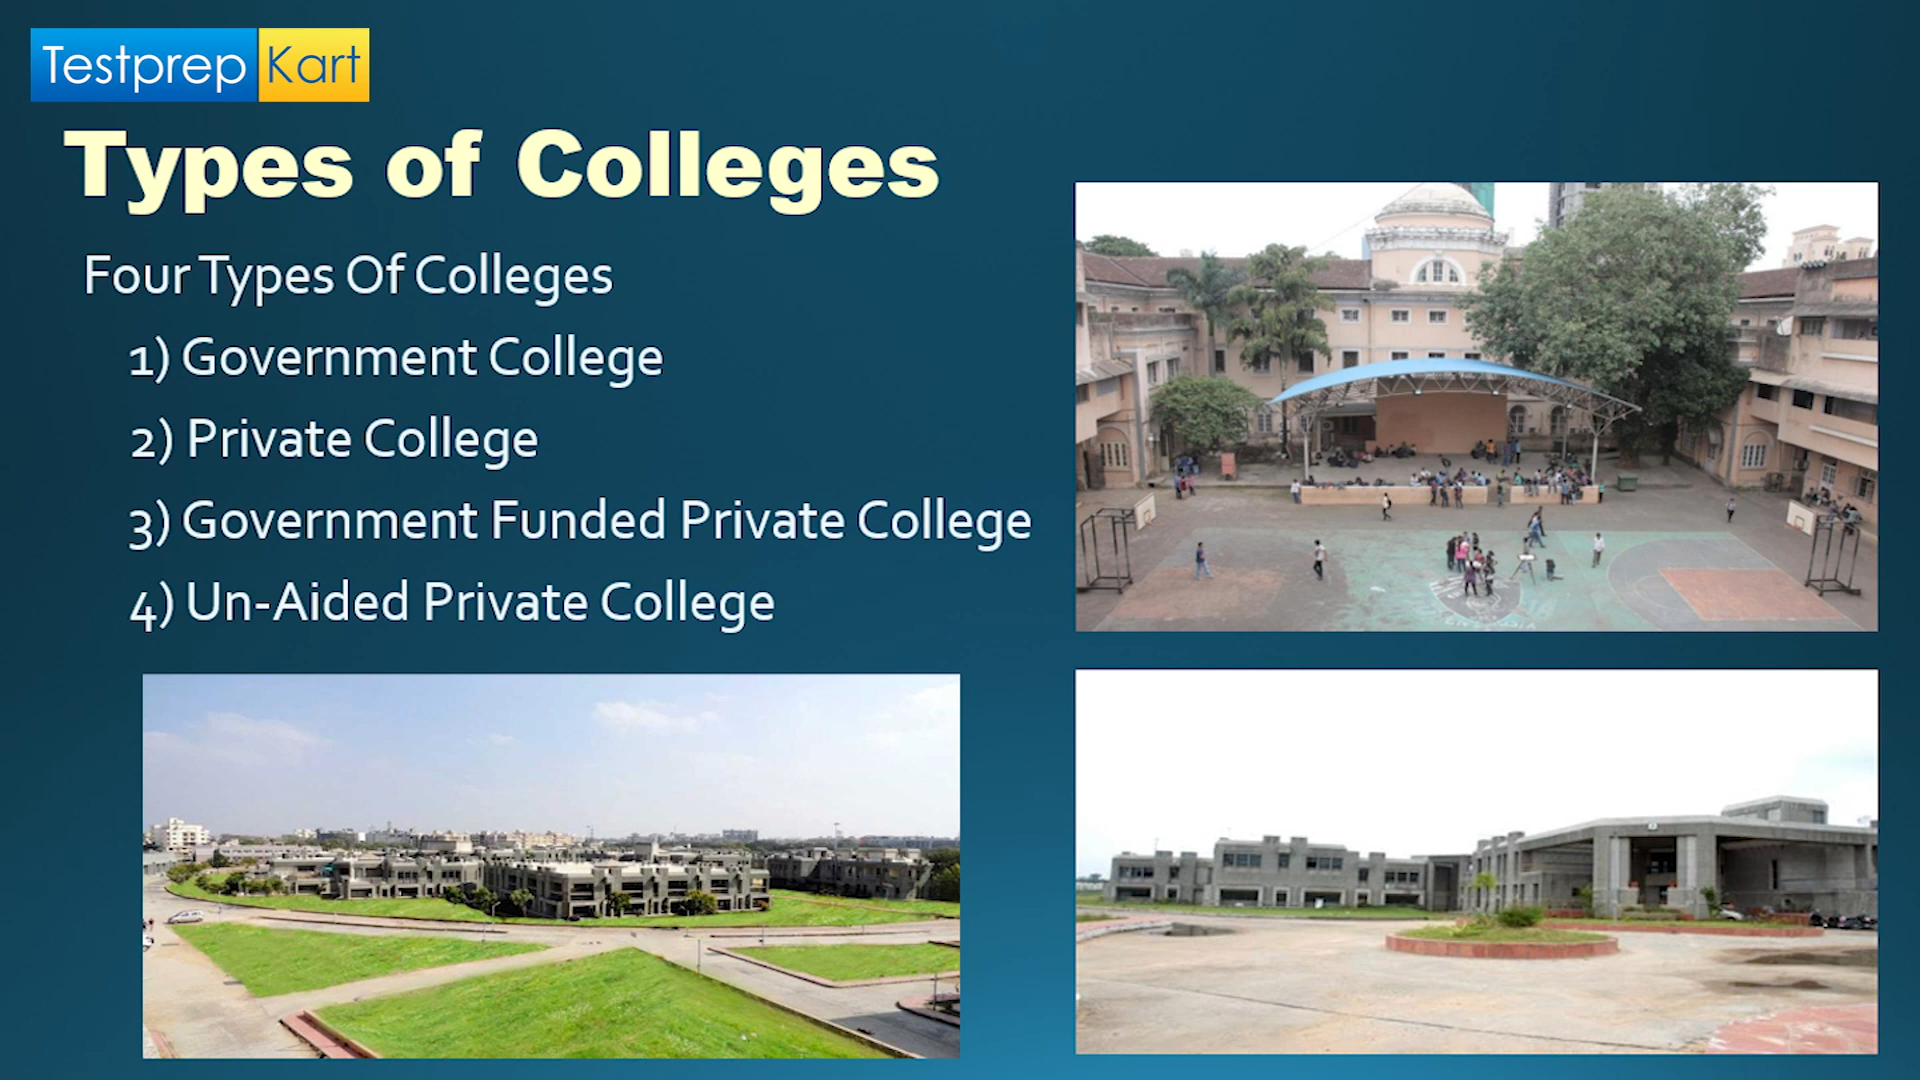 Testprep Kart
Types of Colleges
Four Types Of Colleges
1) Government College
2) Private College
3) Government Funded Private College
4) Un-Aided Private College